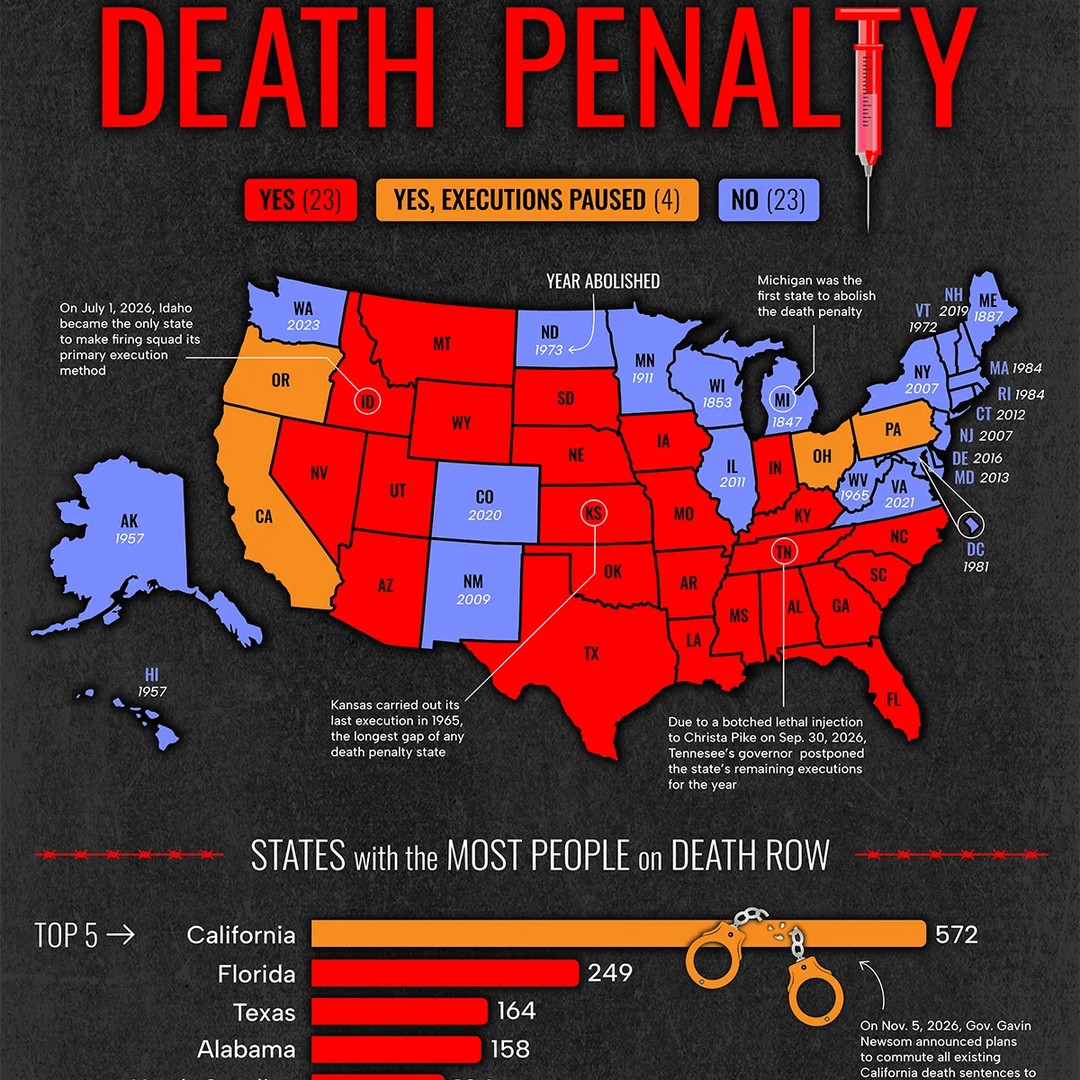 DEATH PENALTY
YES (23)
YES, EXECUTIONS PAUSED (4)
NO (23)
On July 1, 2026, Idaho
became the only state
to make firing squad its
primary execution
method
YEAR ABOLISHED
Michigan was the
first state to abolish
the death penalty
WA
2023
OR
CA
ID
NV
MT
WY
UT
AZ
CO
2020
NM
2009
ND
1973
SD
NE
KS
OK
TX
MN
1911
IA
MO
AR
LA
WI
1853
IL
2011
MI
1847
IN
OH
KY
TN
MS
AL
GA
FL
SC
NC
WV
1965
VA
2021
PA
NY
2007
VT
1972
NH
2019
ME
1887
MA 1984
RI 1984
CT 2012
NJ 2007
DE 2016
MD 2013
DC
1981
AK
1957
HI
1957
Kansas carried out its
last execution in 1965,
the longest gap of any
death penalty state
Due to a botched lethal injection
to Christa Pike on Sep. 30, 2026,
Tennesee's governor postponed
the state's remaining executions
for the year
STATES with the MOST PEOPLE on DEATH ROW
TOP 5 →
California 572
Florida 249
Texas 164
Alabama 158
On Nov. 5, 2026, Gov. Gavin
Newsom announced plans
to commute all existing
California death sentences to